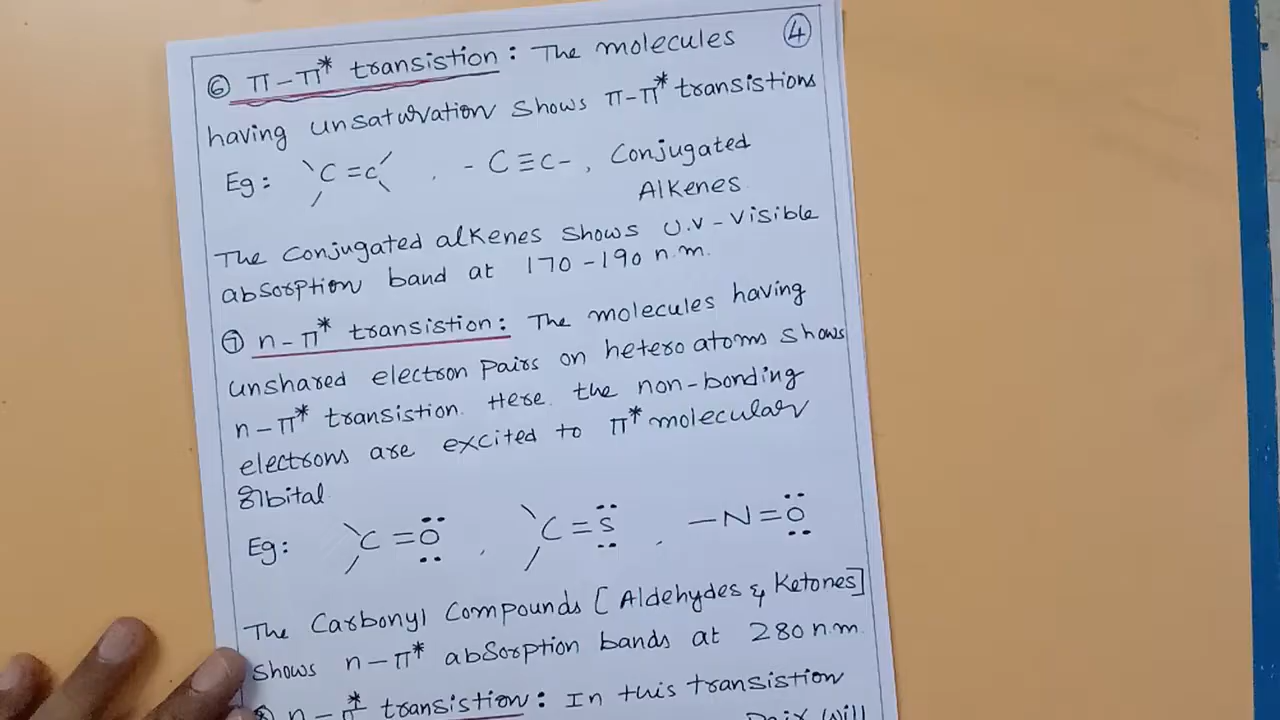 ④
⑥ π-π* transistion: The molecules
having unsaturation shows π-π* transistions
Eg: C=C, -C≡C-, Conjugated
Alkenes
The Conjugated alkenes shows U.V-Visible
absorption band at 170-190 n.m.
⑦ n-π* transistion: The molecules having
unshared electron pairs on hetero atoms shows
n-π* transistion. Here the non-bonding
electrons are excited to π* molecular
Orbital
Eg: C=O, C=S, -N=O
The Carbonyl Compounds [Aldehydes & Ketones]
shows n-π* absorption bands at 280 n.m.
transistion: In this transistion
Pair Will